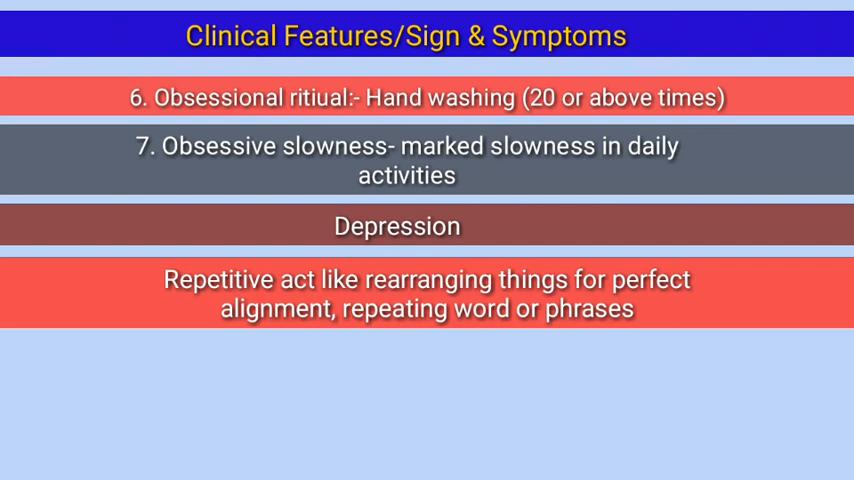 Clinical Features/Sign & Symptoms
6. Obsessional ritiual:- Hand washing (20 or above times)
7. Obsessive slowness- marked slowness in daily
activities
Depression
Repetitive act like rearranging things for perfect
alignment, repeating word or phrases